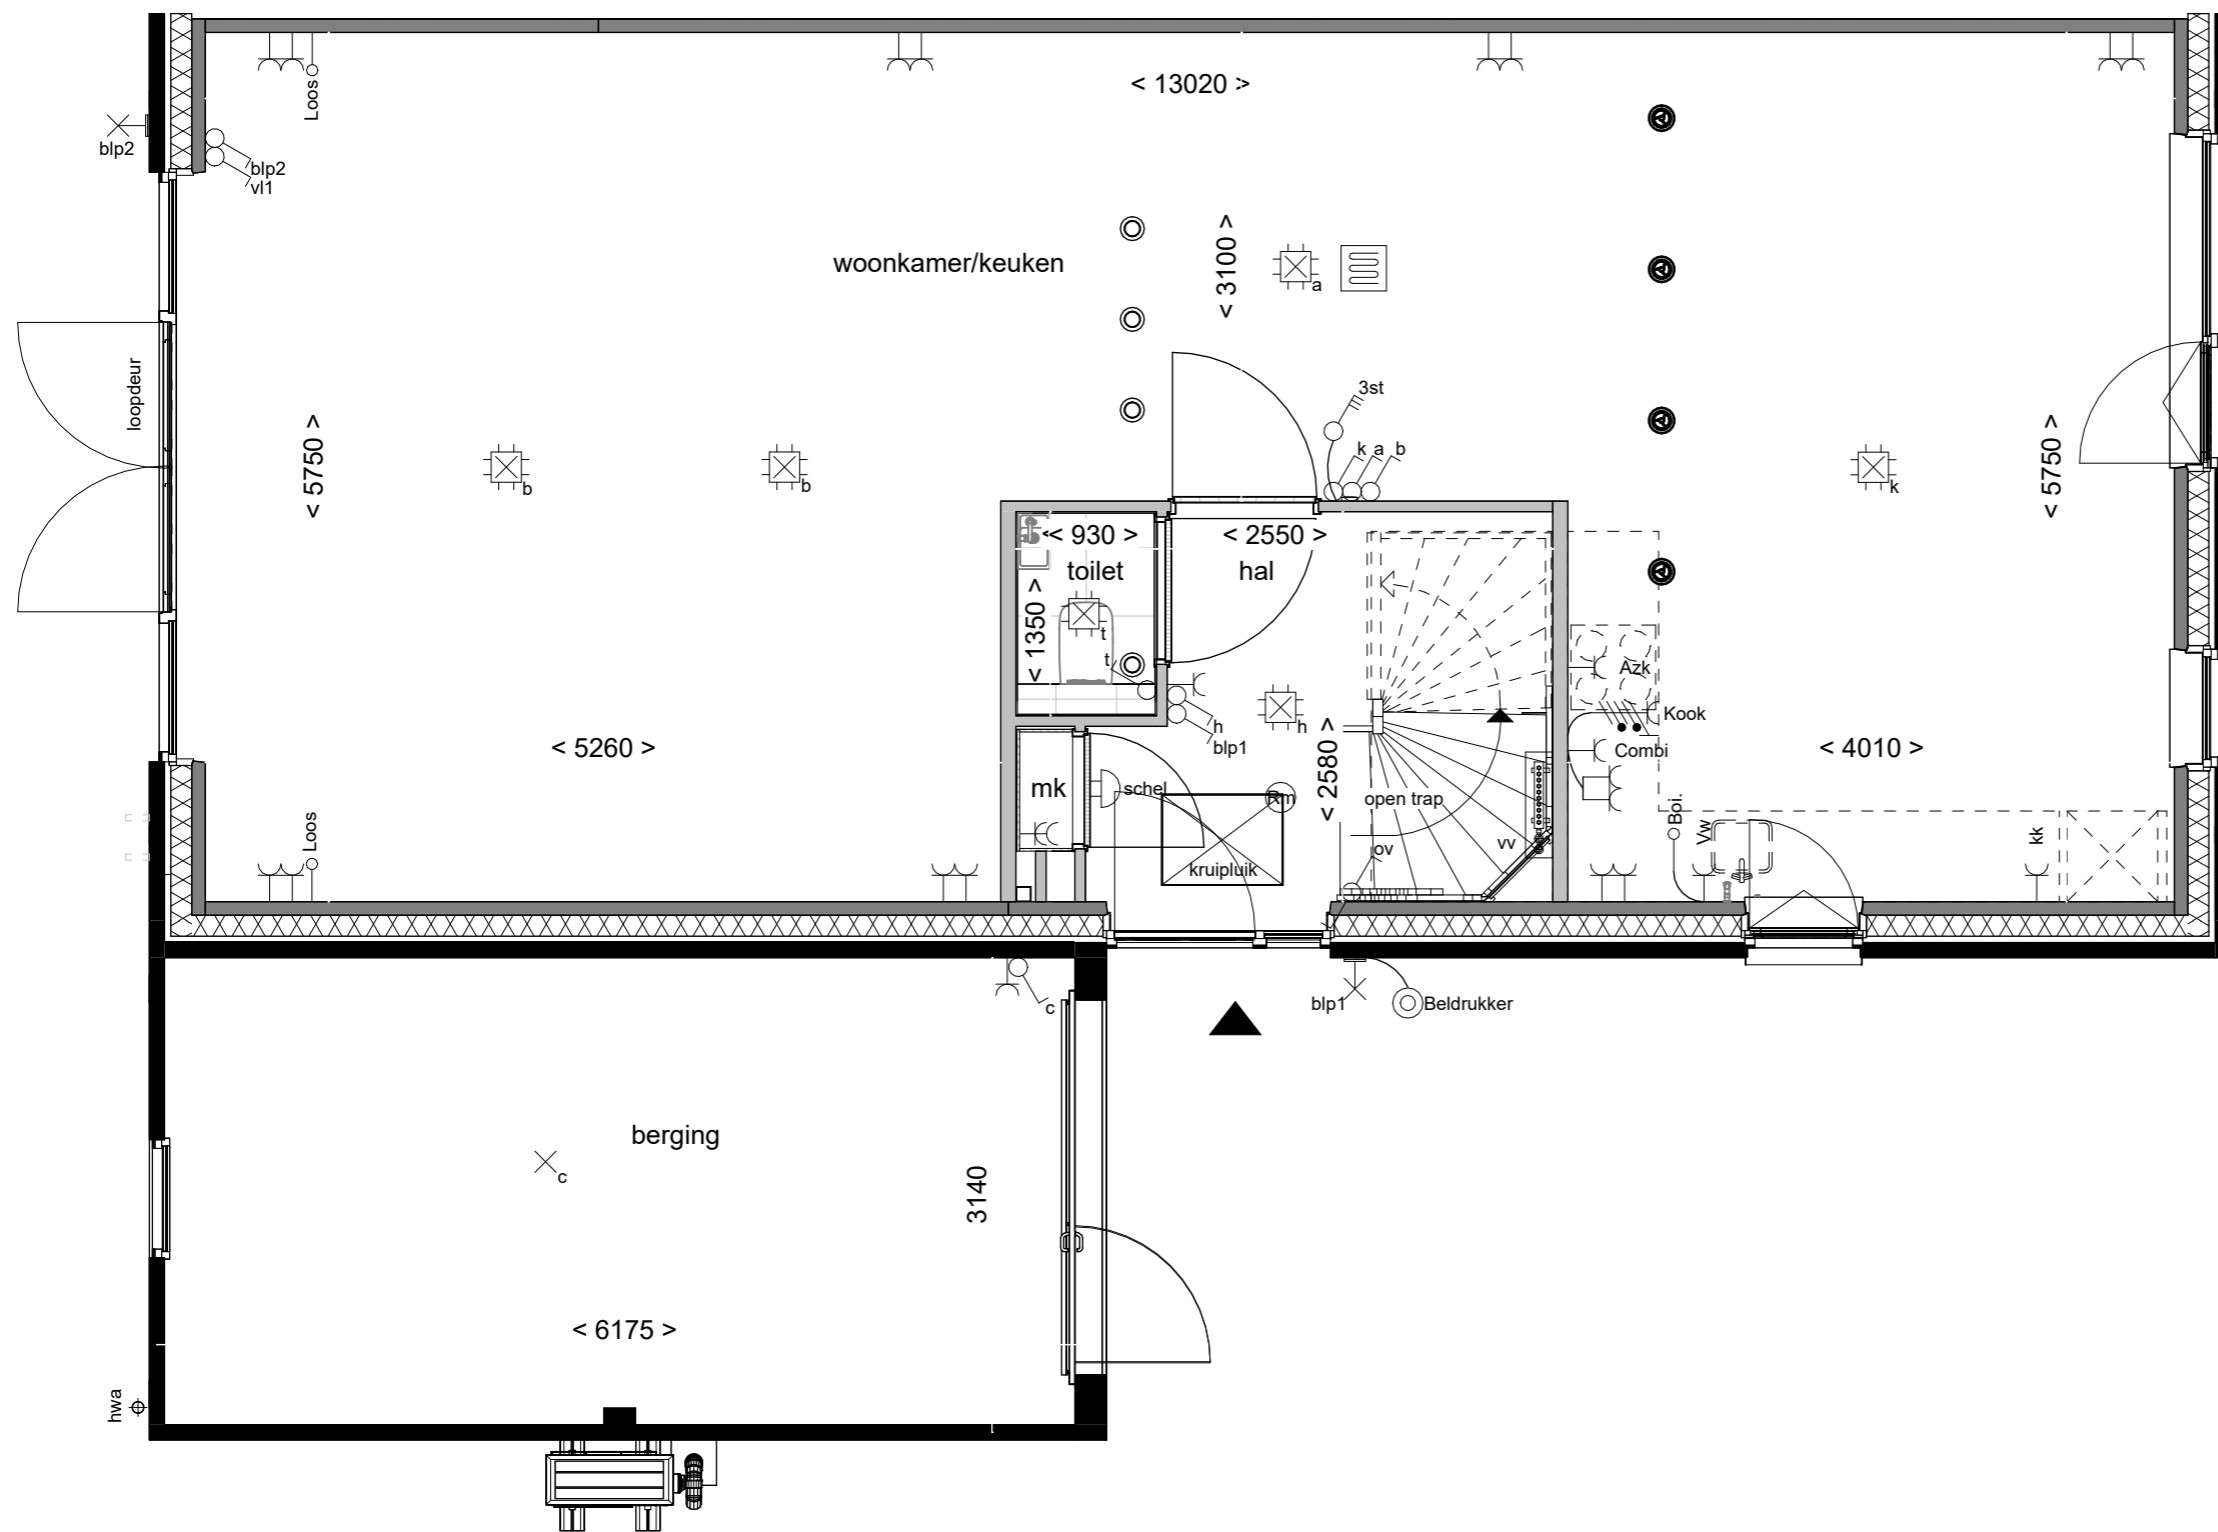 < 13020 >
Loos
blp2
blp2
vl1
woonkamer/keuken
< 3100 >
a
loopdeur
3st
k a b
< 5750 >
b
b
k
< 5750 >
< 930 >
toilet
< 2550 >
hal
< 1350 >
t
t
Azk
h
h
blp1
Kook
Combi
< 5260 >
< 2580 >
< 4010 >
mk
schel
Rm
open trap
Loos
ov
vv
Boi.
Vw
kk
kruipluik
c
blp1
Beldrukker
berging
c
3140
< 6175 >
hwa